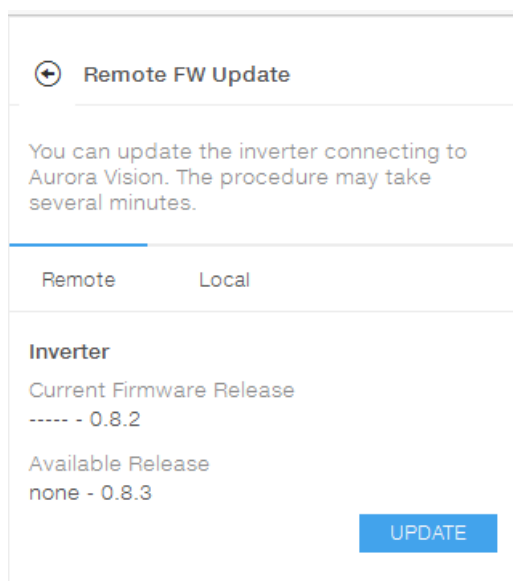 Remote FW Update
You can update the inverter connecting to
Aurora Vision. The procedure may take
several minutes.
Remote Local
Inverter
Current Firmware Release
----- - 0.8.2
Available Release
none - 0.8.3
UPDATE